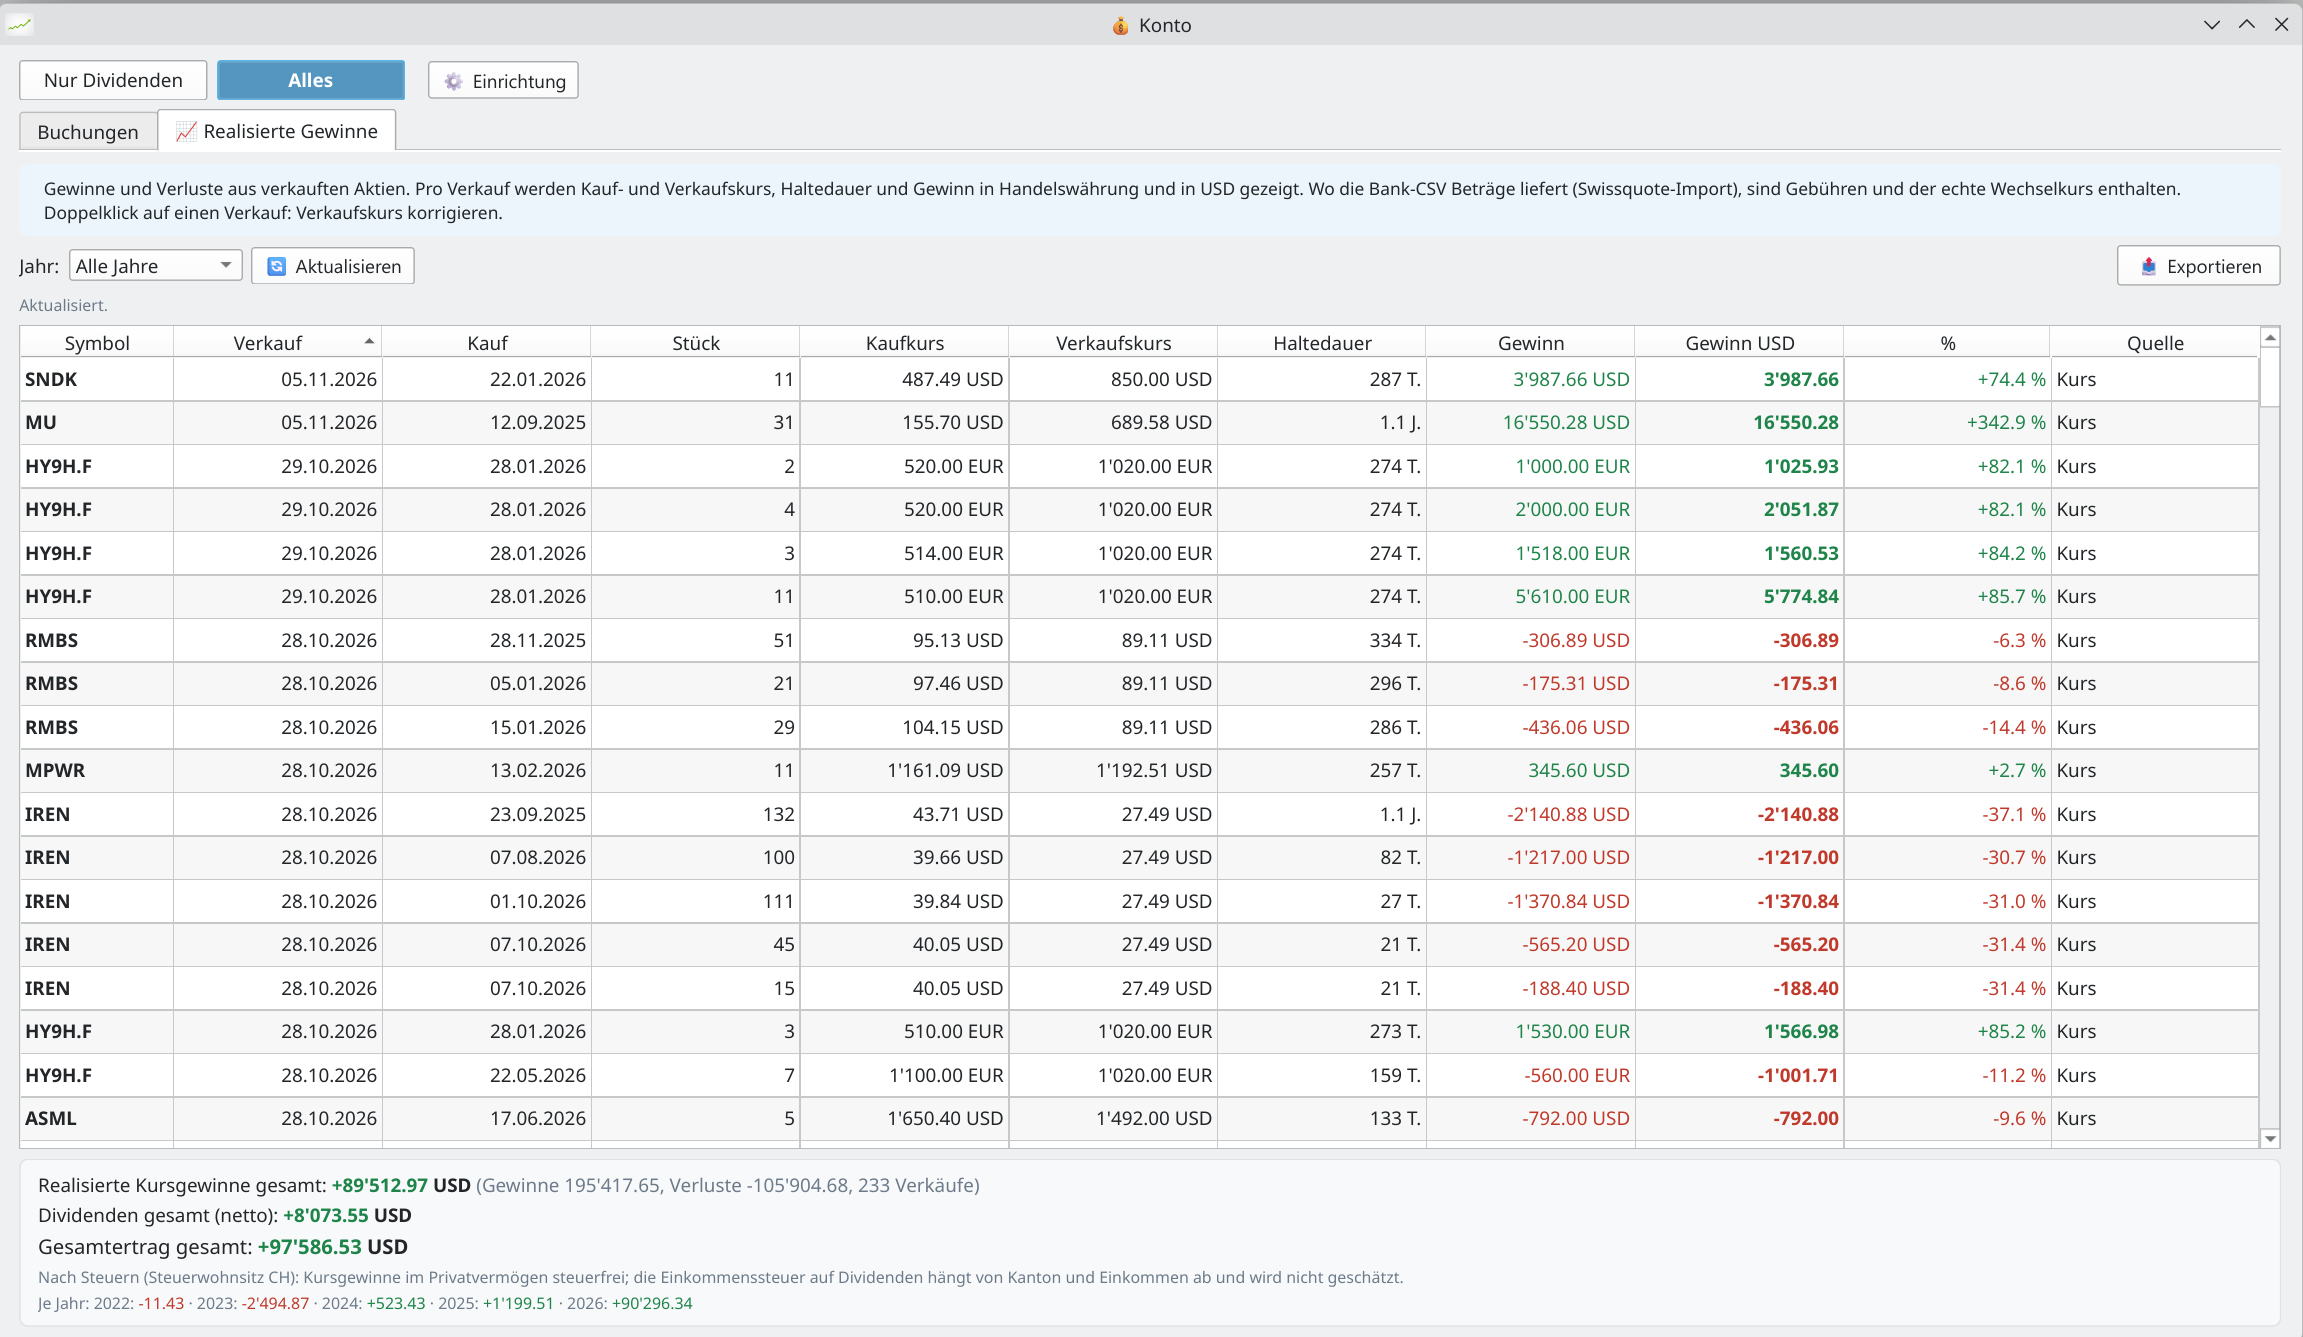 Konto
Nur Dividenden Alles Einrichtung
Buchungen Realisierte Gewinne
Gewinne und Verluste aus verkauften Aktien. Pro Verkauf werden Kauf- und Verkaufskurs, Haltedauer und Gewinn in Handelswährung und in USD gezeigt. Wo die Bank-CSV Beträge liefert (Swissquote-Import), sind Gebühren und der echte Wechselkurs enthalten.
Doppelklick auf einen Verkauf: Verkaufskurs korrigieren.
Jahr: Alle Jahre Aktualisieren Exportieren
Aktualisiert.
Symbol Verkauf Kauf Stück Kaufkurs Verkaufskurs Haltedauer Gewinn Gewinn USD % Quelle
SNDK 05.11.2026 22.01.2026 11 487.49 USD 850.00 USD 287 T. 3'987.66 USD 3'987.66 +74.4 % Kurs
MU 05.11.2026 12.09.2025 31 155.70 USD 689.58 USD 1.1 J. 16'550.28 USD 16'550.28 +342.9 % Kurs
HY9H.F 29.10.2026 28.01.2026 2 520.00 EUR 1'020.00 EUR 274 T. 1'000.00 EUR 1'025.93 +82.1 % Kurs
HY9H.F 29.10.2026 28.01.2026 4 520.00 EUR 1'020.00 EUR 274 T. 2'000.00 EUR 2'051.87 +82.1 % Kurs
HY9H.F 29.10.2026 28.01.2026 3 514.00 EUR 1'020.00 EUR 274 T. 1'518.00 EUR 1'560.53 +84.2 % Kurs
HY9H.F 29.10.2026 28.01.2026 11 510.00 EUR 1'020.00 EUR 274 T. 5'610.00 EUR 5'774.84 +85.7 % Kurs
RMBS 28.10.2026 28.11.2025 51 95.13 USD 89.11 USD 334 T. -306.89 USD -306.89 -6.3 % Kurs
RMBS 28.10.2026 05.01.2026 21 97.46 USD 89.11 USD 296 T. -175.31 USD -175.31 -8.6 % Kurs
RMBS 28.10.2026 15.01.2026 29 104.15 USD 89.11 USD 286 T. -436.06 USD -436.06 -14.4 % Kurs
MPWR 28.10.2026 13.02.2026 11 1'161.09 USD 1'192.51 USD 257 T. 345.60 USD 345.60 +2.7 % Kurs
IREN 28.10.2026 23.09.2025 132 43.71 USD 27.49 USD 1.1 J. -2'140.88 USD -2'140.88 -37.1 % Kurs
IREN 28.10.2026 07.08.2026 100 39.66 USD 27.49 USD 82 T. -1'217.00 USD -1'217.00 -30.7 % Kurs
IREN 28.10.2026 01.10.2026 111 39.84 USD 27.49 USD 27 T. -1'370.84 USD -1'370.84 -31.0 % Kurs
IREN 28.10.2026 07.10.2026 45 40.05 USD 27.49 USD 21 T. -565.20 USD -565.20 -31.4 % Kurs
IREN 28.10.2026 07.10.2026 15 40.05 USD 27.49 USD 21 T. -188.40 USD -188.40 -31.4 % Kurs
HY9H.F 28.10.2026 28.01.2026 3 510.00 EUR 1'020.00 EUR 273 T. 1'530.00 EUR 1'566.98 +85.2 % Kurs
HY9H.F 28.10.2026 22.05.2026 7 1'100.00 EUR 1'020.00 EUR 159 T. -560.00 EUR -1'001.71 -11.2 % Kurs
ASML 28.10.2026 17.06.2026 5 1'650.40 USD 1'492.00 USD 133 T. -792.00 USD -792.00 -9.6 % Kurs
Realisierte Kursgewinne gesamt: +89'512.97 USD (Gewinne 195'417.65, Verluste -105'904.68, 233 Verkäufe)
Dividenden gesamt (netto): +8'073.55 USD
Gesamtertrag gesamt: +97'586.53 USD
Nach Steuern (Steuerwohnsitz CH): Kursgewinne im Privatvermögen steuerfrei; die Einkommenssteuer auf Dividenden hängt von Kanton und Einkommen ab und wird nicht geschätzt.
Je Jahr: 2022: -11.43 · 2023: -2'494.87 · 2024: +523.43 · 2025: +1'199.51 · 2026: +90'296.34